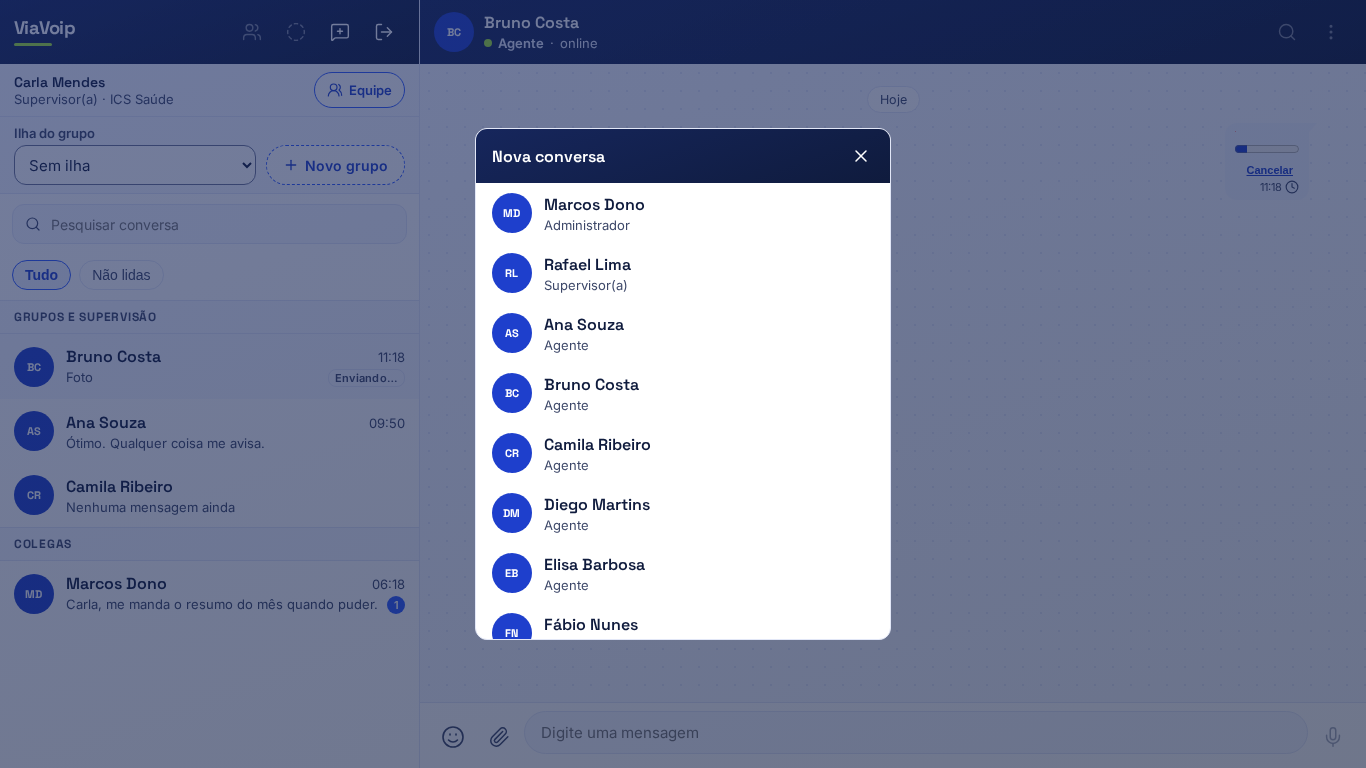 ViaVoip
Carla Mendes
Supervisor(a) · ICS Saúde
Equipe
Ilha do grupo
Sem ilha
Novo grupo
Pesquisar conversa
Tudo
Não lidas
GRUPOS E SUPERVISÃO
BC
Bruno Costa
11:18
Foto
Enviando…
AS
Ana Souza
09:50
Ótimo. Qualquer coisa me avisa.
CR
Camila Ribeiro
Nenhuma mensagem ainda
COLEGAS
MD
Marcos Dono
06:18
Carla, me manda o resumo do mês quando puder.
1
BC
Bruno Costa
Agente · online
Hoje
Cancelar
11:18
Nova conversa
MD
Marcos Dono
Administrador
RL
Rafael Lima
Supervisor(a)
AS
Ana Souza
Agente
BC
Bruno Costa
Agente
CR
Camila Ribeiro
Agente
DM
Diego Martins
Agente
EB
Elisa Barbosa
Agente
FN
Fábio Nunes
Digite uma mensagem